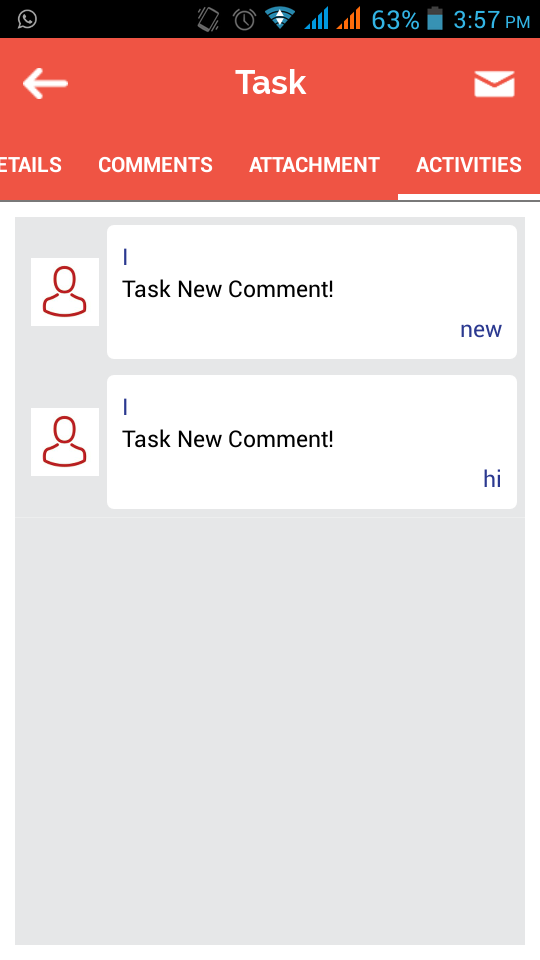 63% 3:57 PM
Task
ETAILS COMMENTS ATTACHMENT ACTIVITIES
I
Task New Comment!
new
I
Task New Comment!
hi